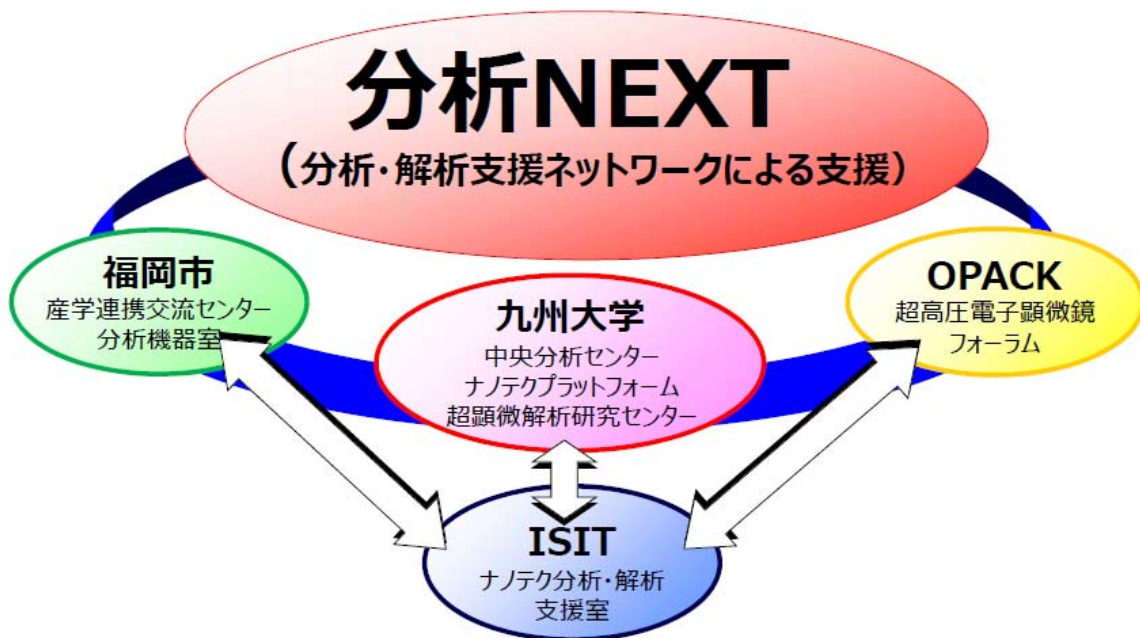 分析NEXT
(分析・解析支援ネットワークによる支援)
福岡市
産学連携交流センター
分析機器室
九州大学
中央分析センター
ナノテクプラットフォーム
超顕微解析研究センター
OPACK
超高圧電子顕微鏡
フォーラム
ISIT
ナノテク分析・解析
支援室